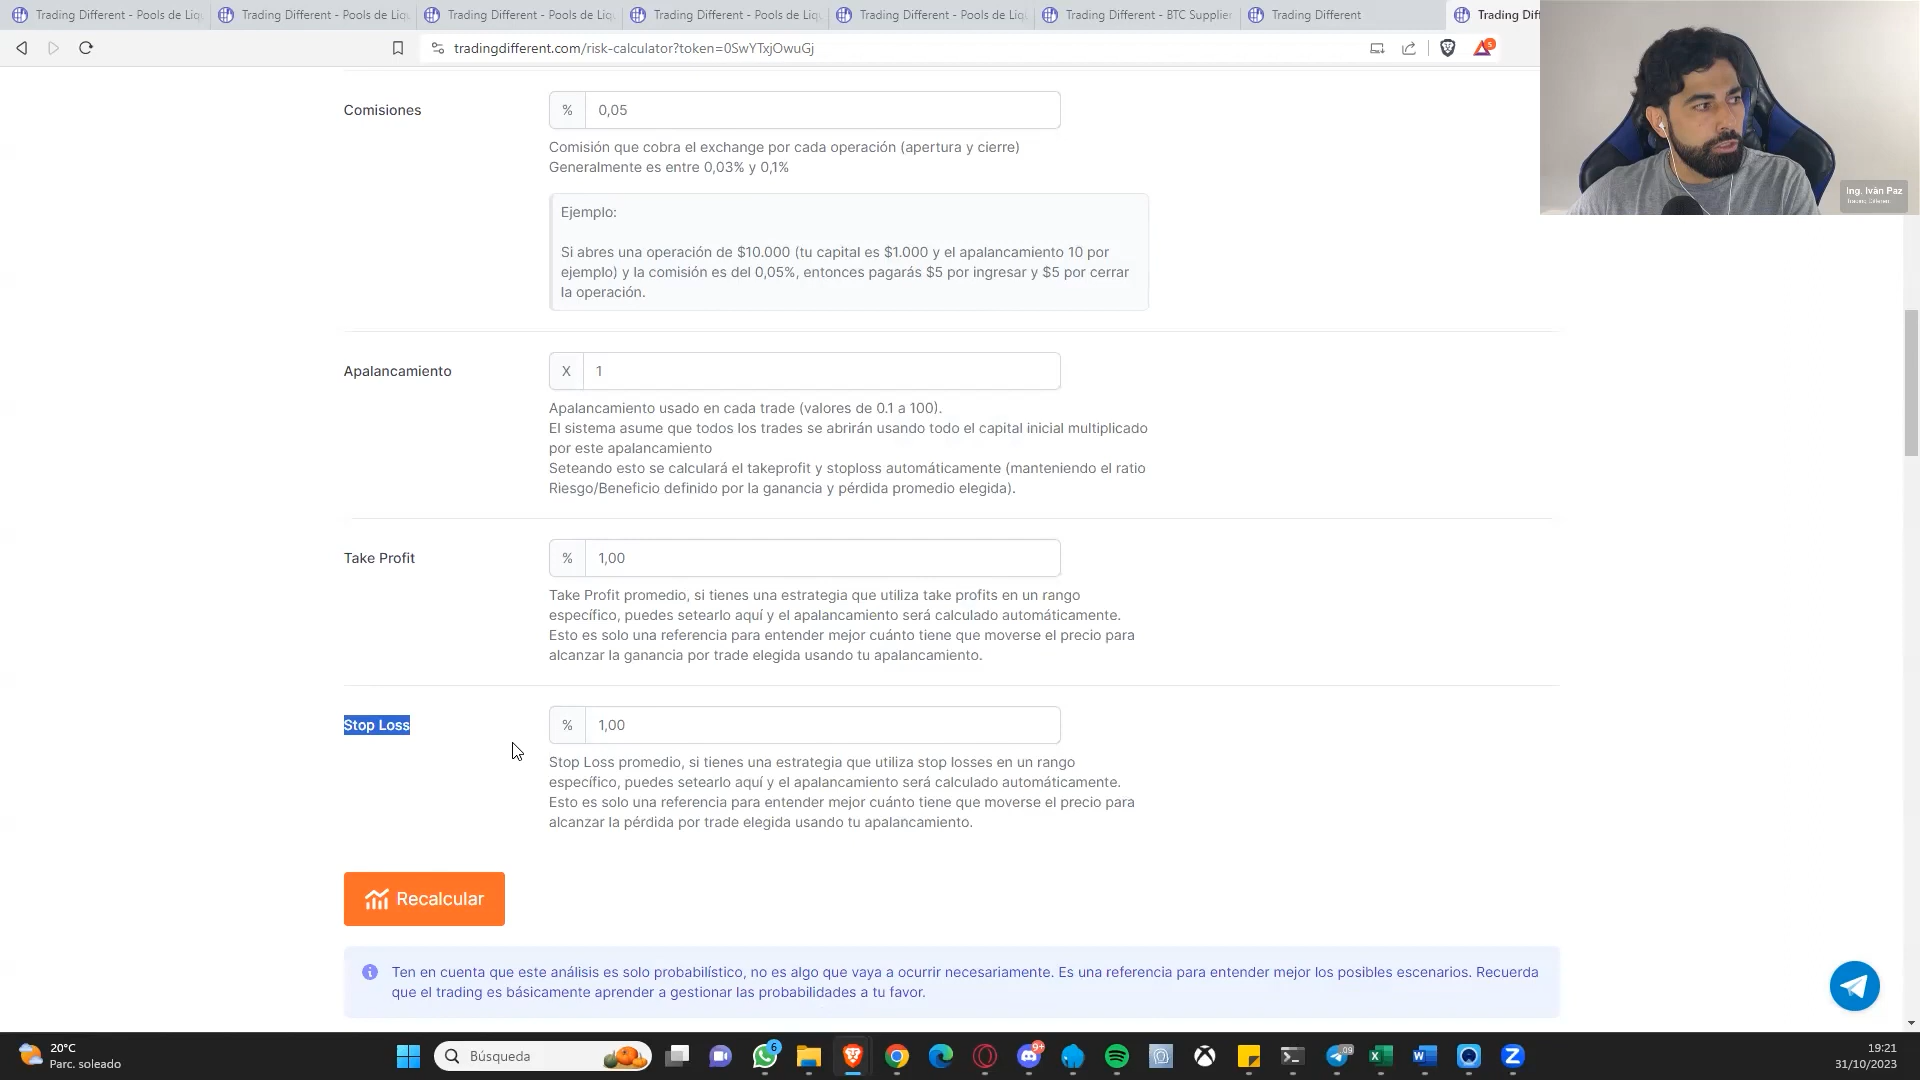 Trading Different - Pools de Liqu
Trading Different - Pools de Liqu
Trading Different - Pools de Liqu
Trading Different - Pools de Liqu
Trading Different - Pools de Liqu
Trading Different - BTC Supplier
Trading Different
Trading Diff
tradingdifferent.com/risk-calculator?token=0SwYTxjOwuGj
5
Ing. Iván Paz
Trading Different
Comisiones
% 0,05
Comisión que cobra el exchange por cada operación (apertura y cierre)
Generalmente es entre 0,03% y 0,1%
Ejemplo:
Si abres una operación de $10.000 (tu capital es $1.000 y el apalancamiento 10 por
ejemplo) y la comisión es del 0,05%, entonces pagarás $5 por ingresar y $5 por cerrar
la operación.
Apalancamiento
X 1
Apalancamiento usado en cada trade (valores de 0.1 a 100).
El sistema asume que todos los trades se abrirán usando todo el capital inicial multiplicado
por este apalancamiento
Seteando esto se calculará el takeprofit y stoploss automáticamente (manteniendo el ratio
Riesgo/Beneficio definido por la ganancia y pérdida promedio elegida).
Take Profit
% 1,00
Take Profit promedio, si tienes una estrategia que utiliza take profits en un rango
específico, puedes setearlo aquí y el apalancamiento será calculado automáticamente.
Esto es solo una referencia para entender mejor cuánto tiene que moverse el precio para
alcanzar la ganancia por trade elegida usando tu apalancamiento.
Stop Loss
% 1,00
Stop Loss promedio, si tienes una estrategia que utiliza stop losses en un rango
específico, puedes setearlo aquí y el apalancamiento será calculado automáticamente.
Esto es solo una referencia para entender mejor cuánto tiene que moverse el precio para
alcanzar la pérdida por trade elegida usando tu apalancamiento.
Recalcular
Ten en cuenta que este análisis es solo probabilístico, no es algo que vaya a ocurrir necesariamente. Es una referencia para entender mejor los posibles escenarios. Recuerda
que el trading es básicamente aprender a gestionar las probabilidades a tu favor.
20°C
Parc. soleado
Búsqueda
6
9+
09
19:21
31/10/2023